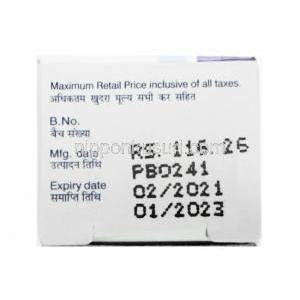 Maximum Retail Price inclusive of all taxes.
अधिकतम खुदरा मूल्य सभी कर सहित
RS. 116.26
B.No. PB0241
बैच संख्या
Mfg. date 02/2021
उत्पादन तिथि
Expiry date 01/2023
समाप्ति तिथि